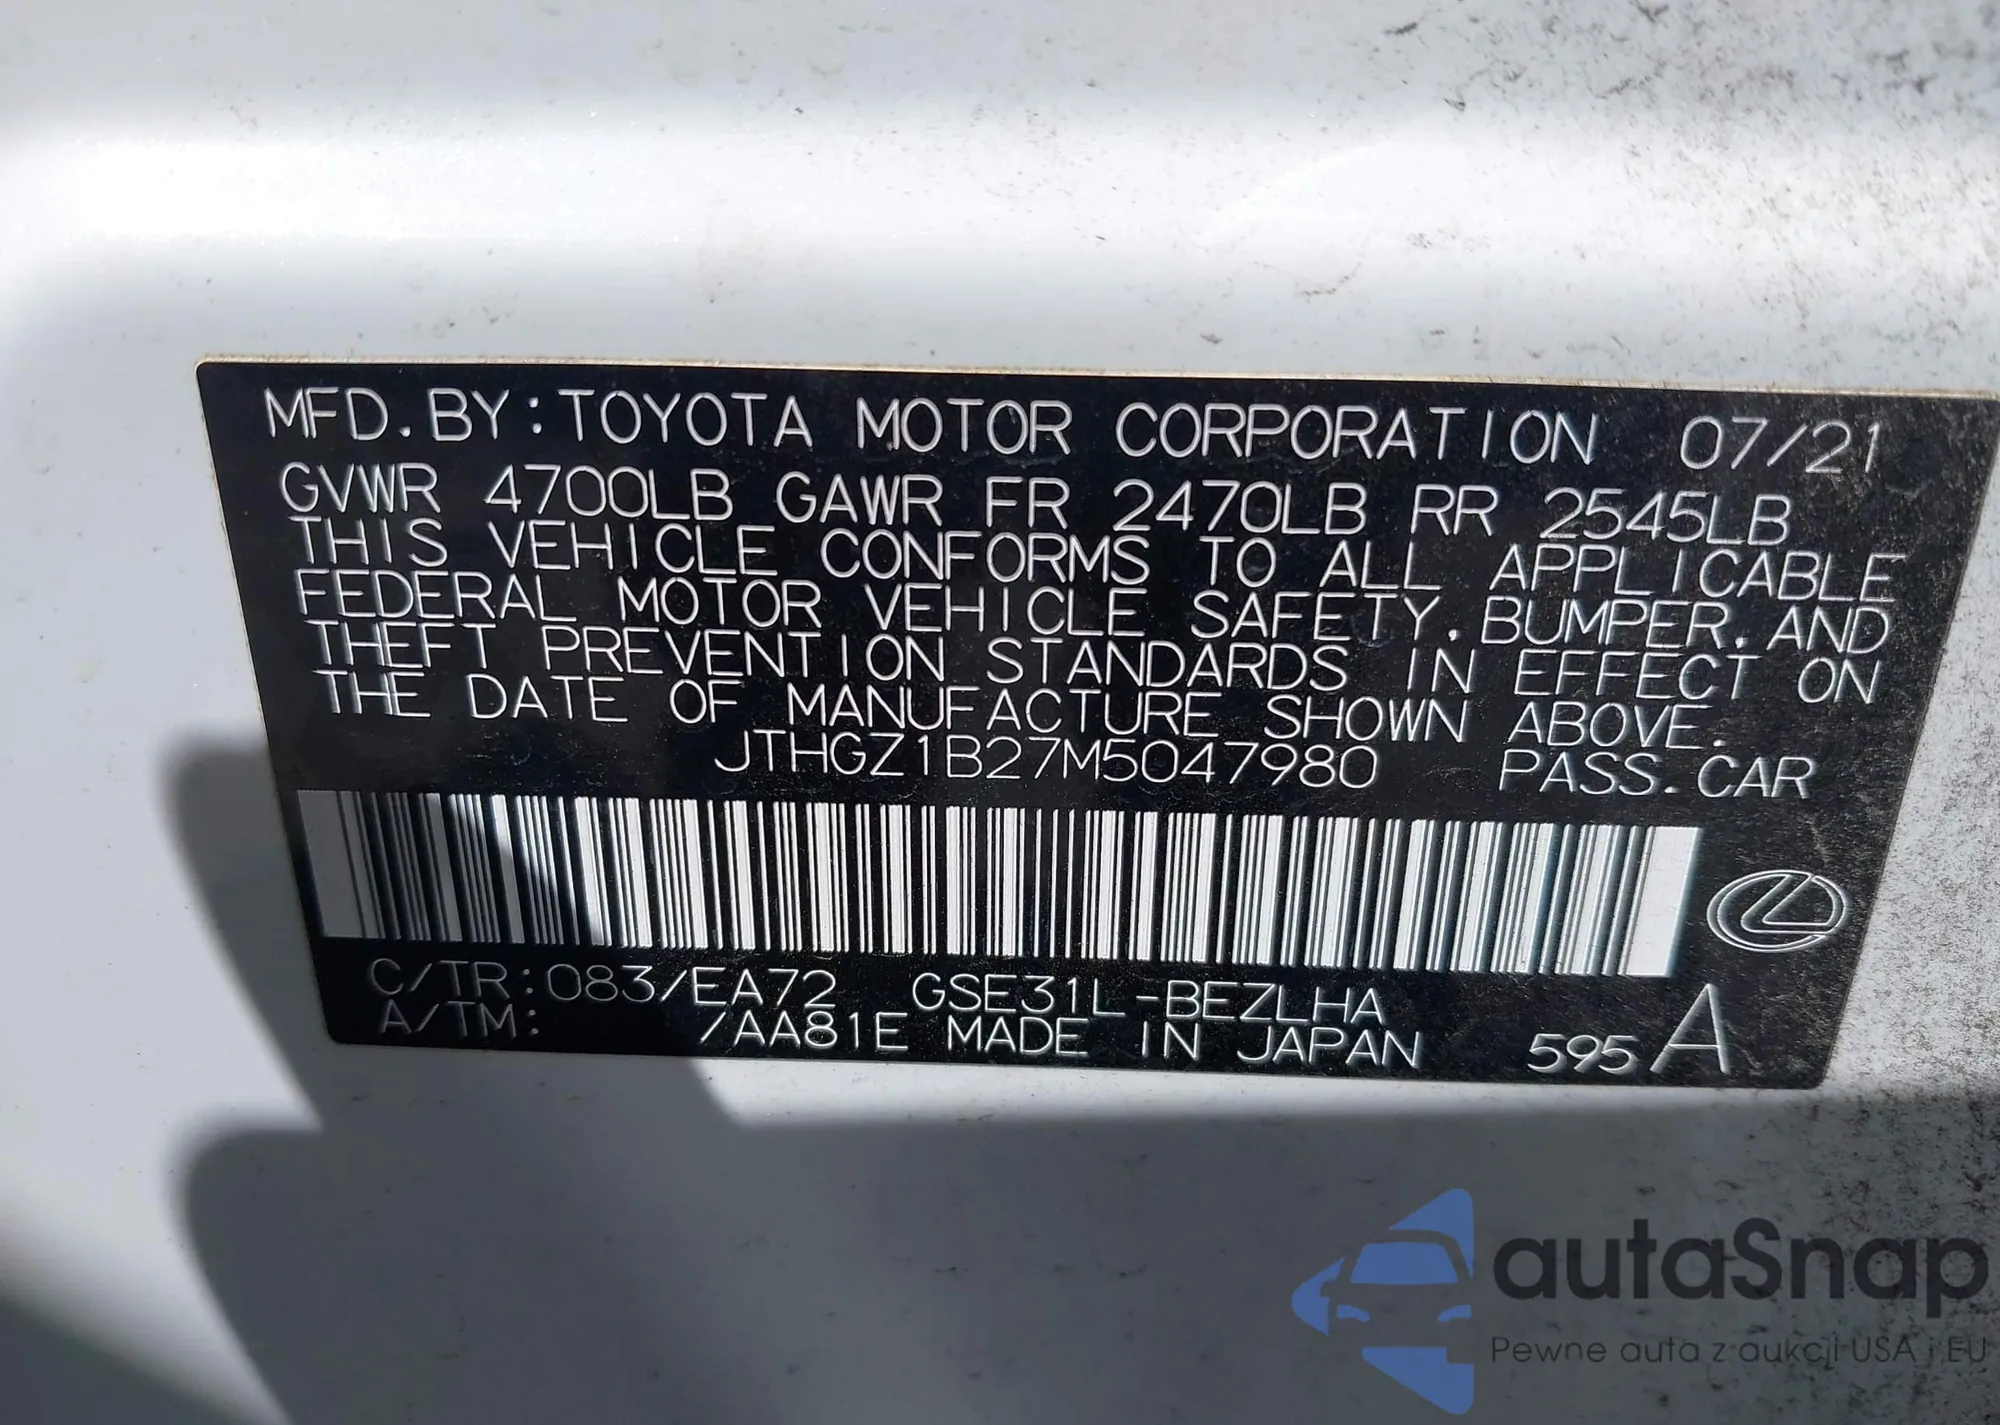 MFD. BY: TOYOTA MOTOR CORPORATION 07/21
GVWR 4700LB GAWR FR 2470LB RR 2545LB
THIS VEHICLE CONFORMS TO ALL APPLICABLE
FEDERAL MOTOR VEHICLE SAFETY, BUMPER, AND
THEFT PREVENTION STANDARDS IN EFFECT ON
THE DATE OF MANUFACTURE SHOWN ABOVE.
JTHGZ1B27M5047980 PASS. CAR
C/TR: 083/EA72 GSE31L-BEZLHA
A/TM: /AA81E MADE IN JAPAN 595 A
autaSnap
Pewne auta z aukcji USA i EU